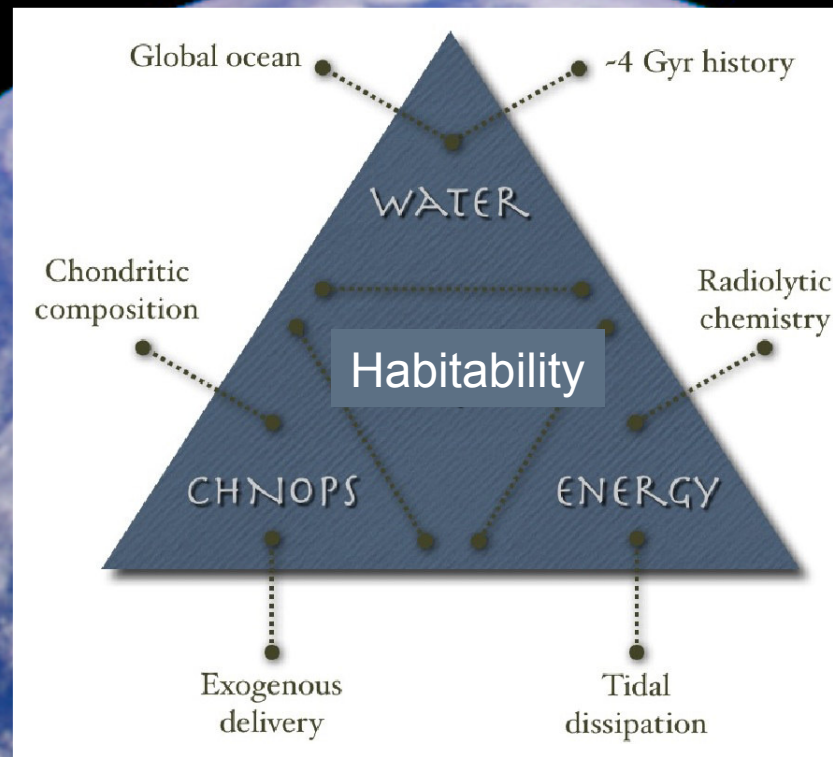 Global ocean
~4 Gyr history
WATER
Chondritic
composition
Radiolytic
chemistry
Habitability
CHNOPS
ENERGY
Exogenous
delivery
Tidal
dissipation